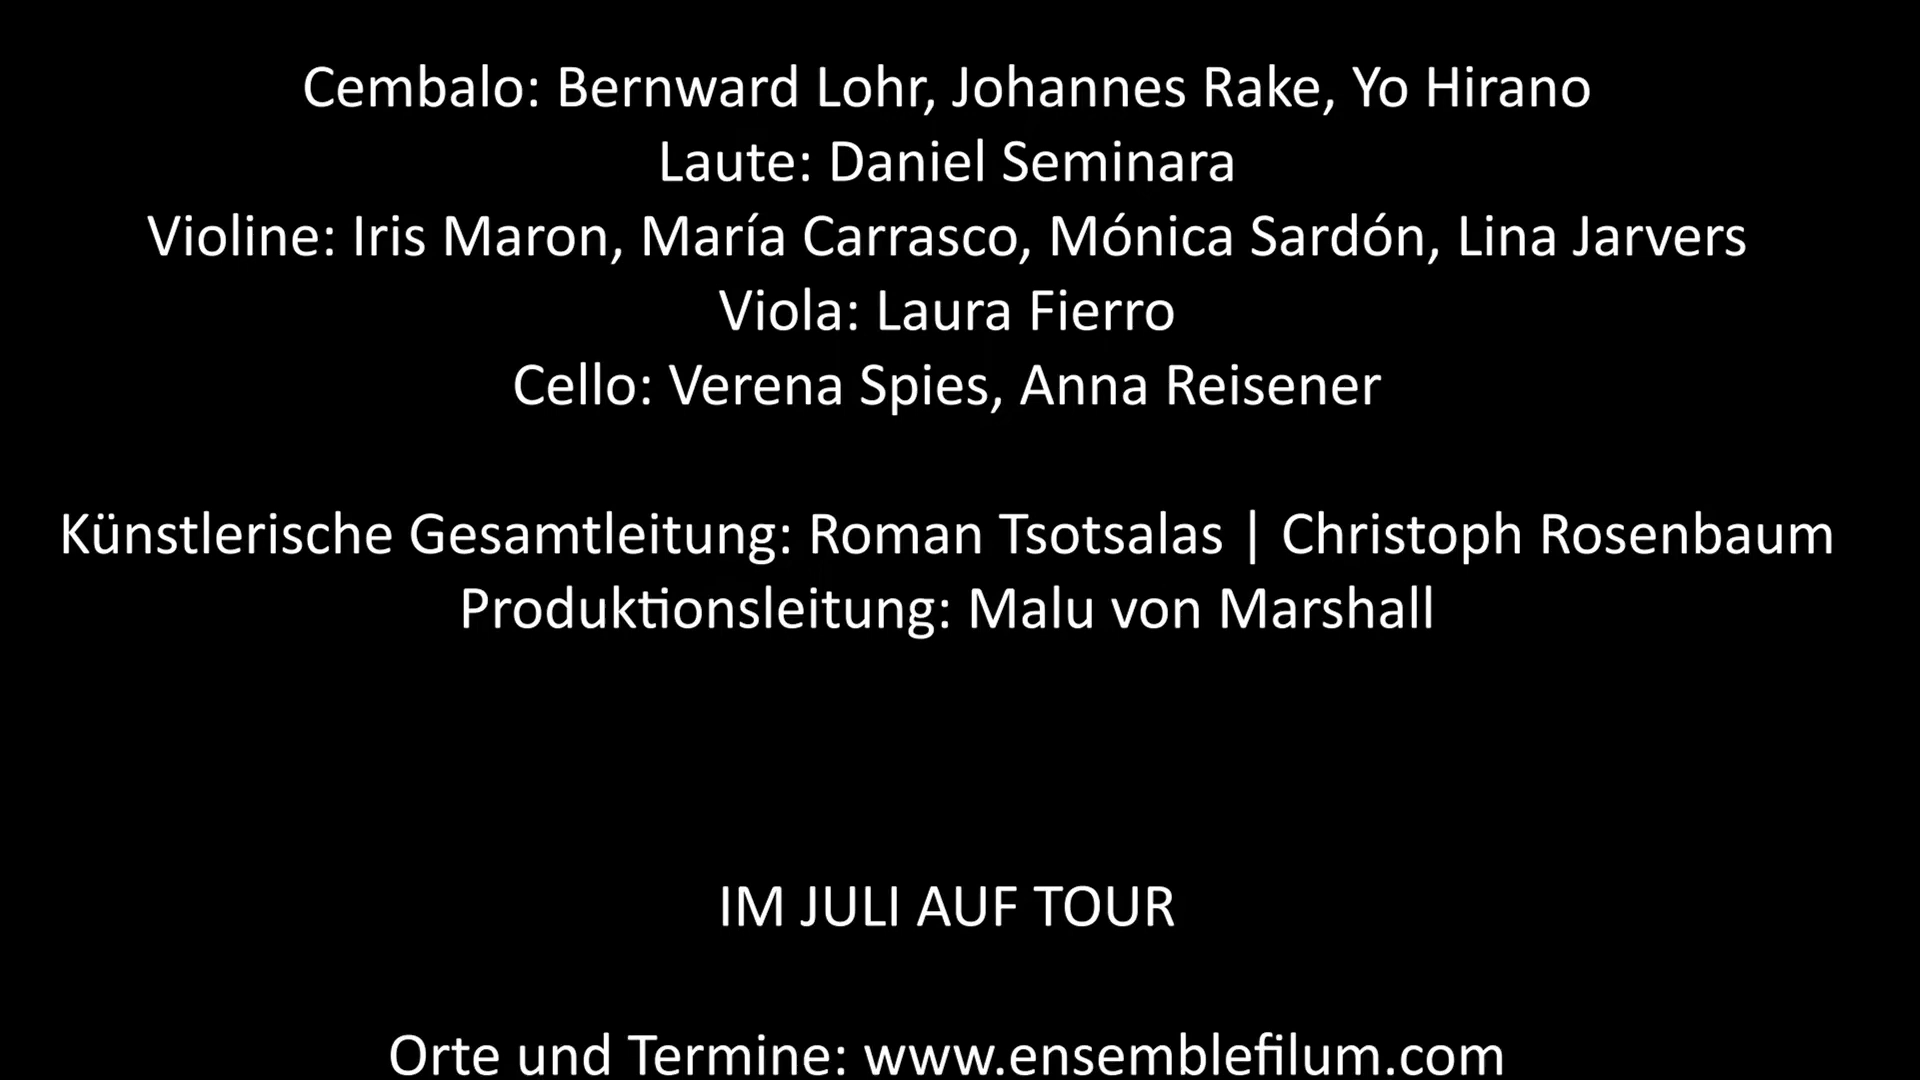 Cembalo: Bernward Lohr, Johannes Rake, Yo Hirano
Laute: Daniel Seminara
Violine: Iris Maron, María Carrasco, Mónica Sardón, Lina Jarvers
Viola: Laura Fierro
Cello: Verena Spies, Anna Reisener
Künstlerische Gesamtleitung: Roman Tsotsalas | Christoph Rosenbaum
Produktionsleitung: Malu von Marshall
IM JULI AUF TOUR
Orte und Termine: www.ensemblefilum.com